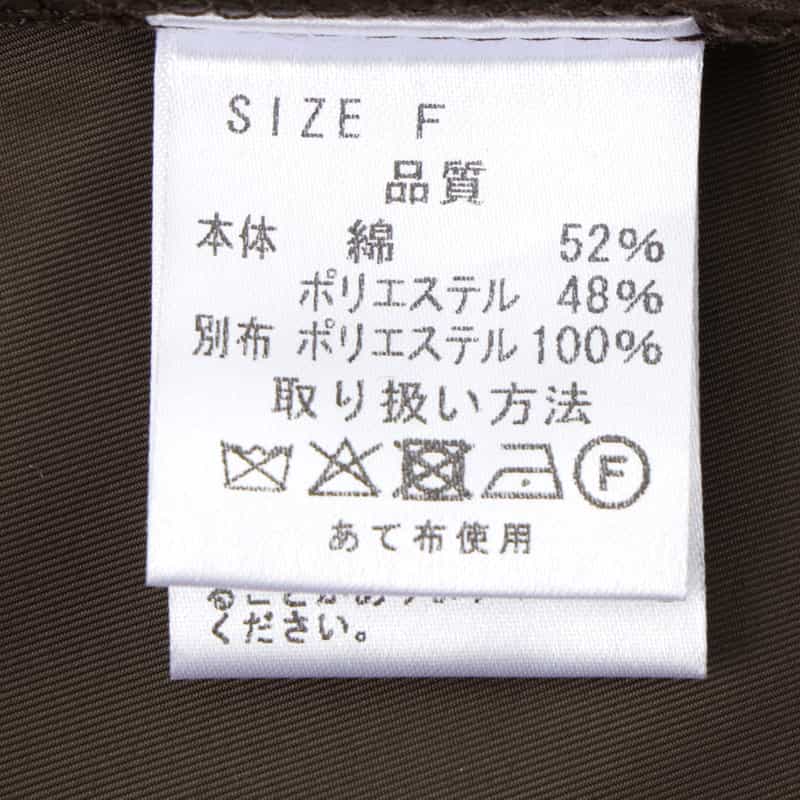 SIZE F
品質
本体 綿 52%
ポリエステル 48%
別布 ポリエステル 100%
取り扱い方法
F
あて布使用
ください。